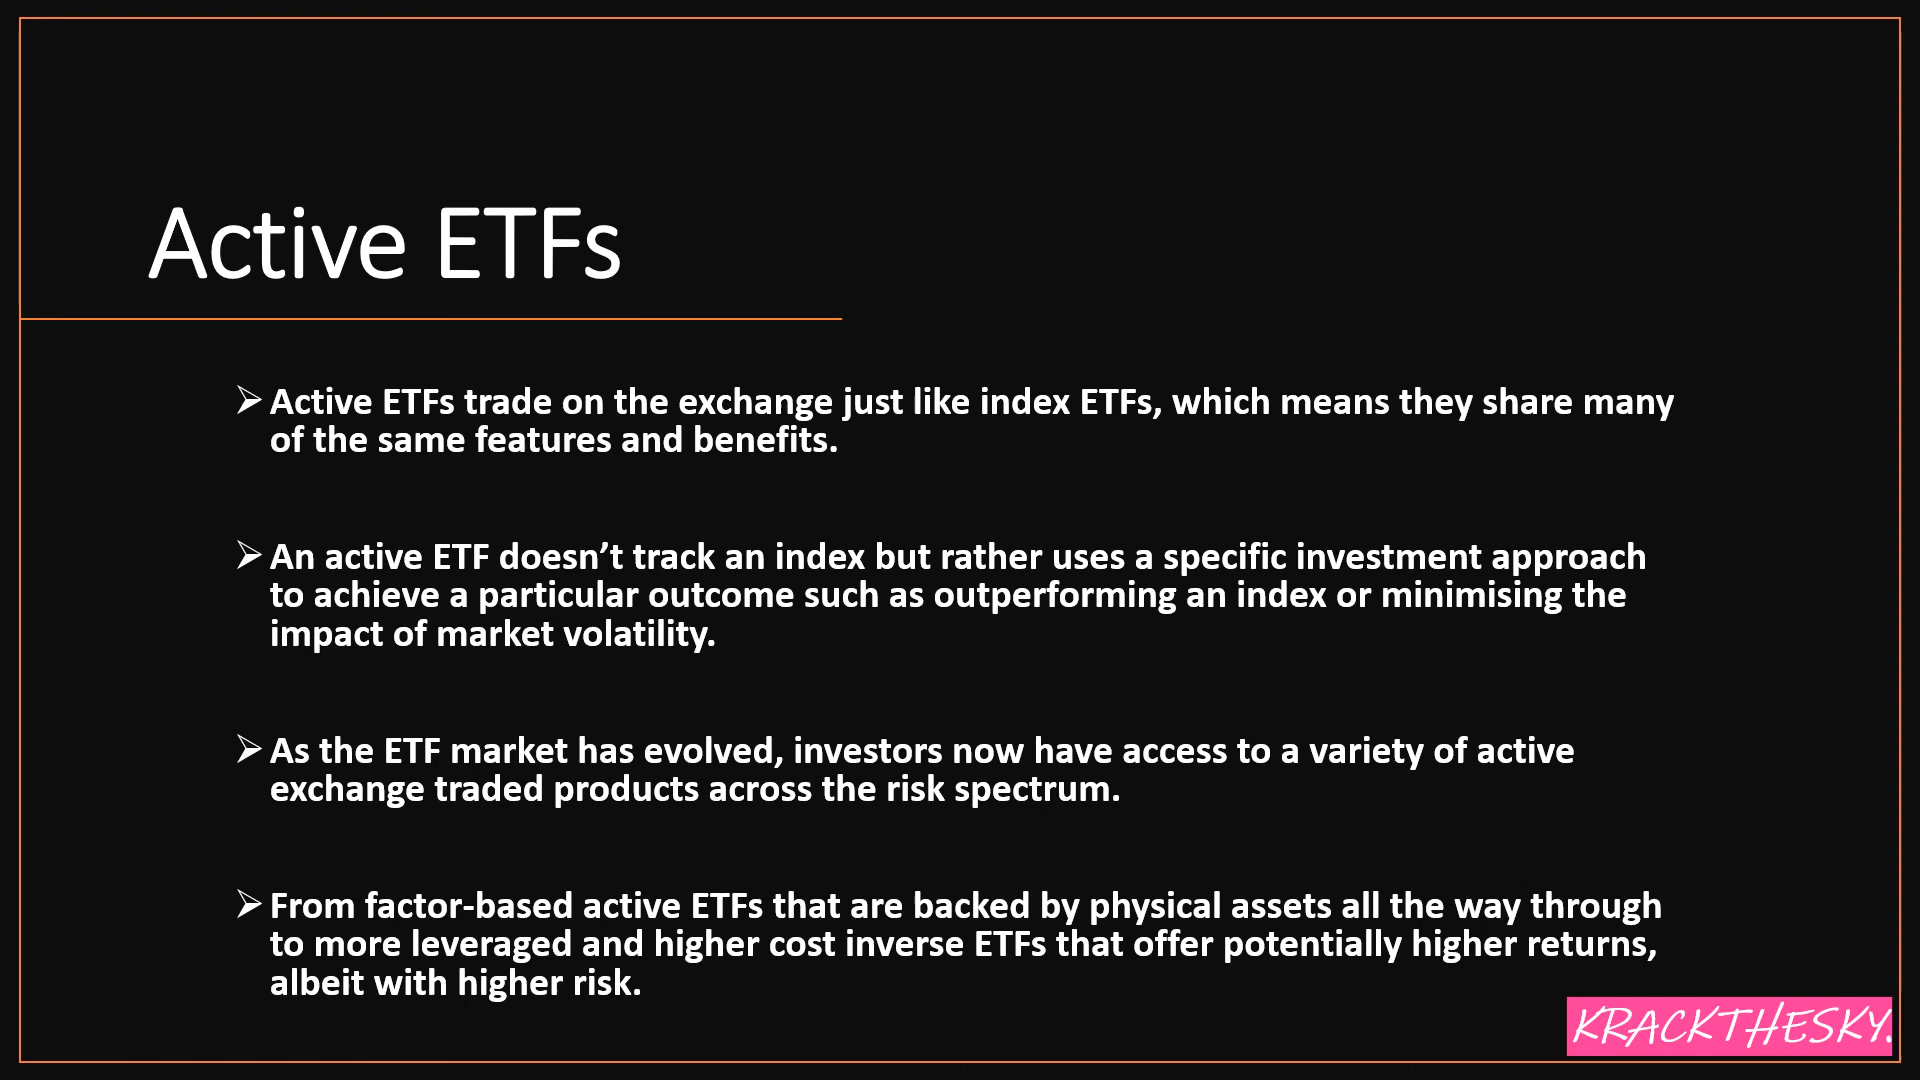 Active ETFs
➢ Active ETFs trade on the exchange just like index ETFs, which means they share many
of the same features and benefits.
➢ An active ETF doesn’t track an index but rather uses a specific investment approach
to achieve a particular outcome such as outperforming an index or minimising the
impact of market volatility.
➢ As the ETF market has evolved, investors now have access to a variety of active
exchange traded products across the risk spectrum.
➢ From factor-based active ETFs that are backed by physical assets all the way through
to more leveraged and higher cost inverse ETFs that offer potentially higher returns,
albeit with higher risk.
KRACKTHESKY.